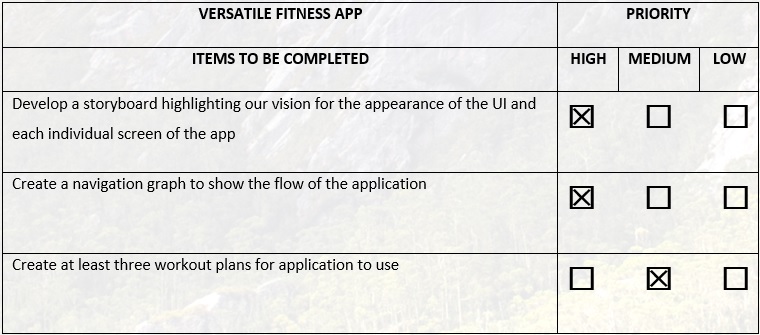 VERSATILE FITNESS APP PRIORITY
ITEMS TO BE COMPLETED HIGH MEDIUM LOW
Develop a storyboard highlighting our vision for the appearance of the UI and
each individual screen of the app
☒ ☐ ☐
Create a navigation graph to show the flow of the application
☒ ☐ ☐
Create at least three workout plans for application to use
☐ ☒ ☐